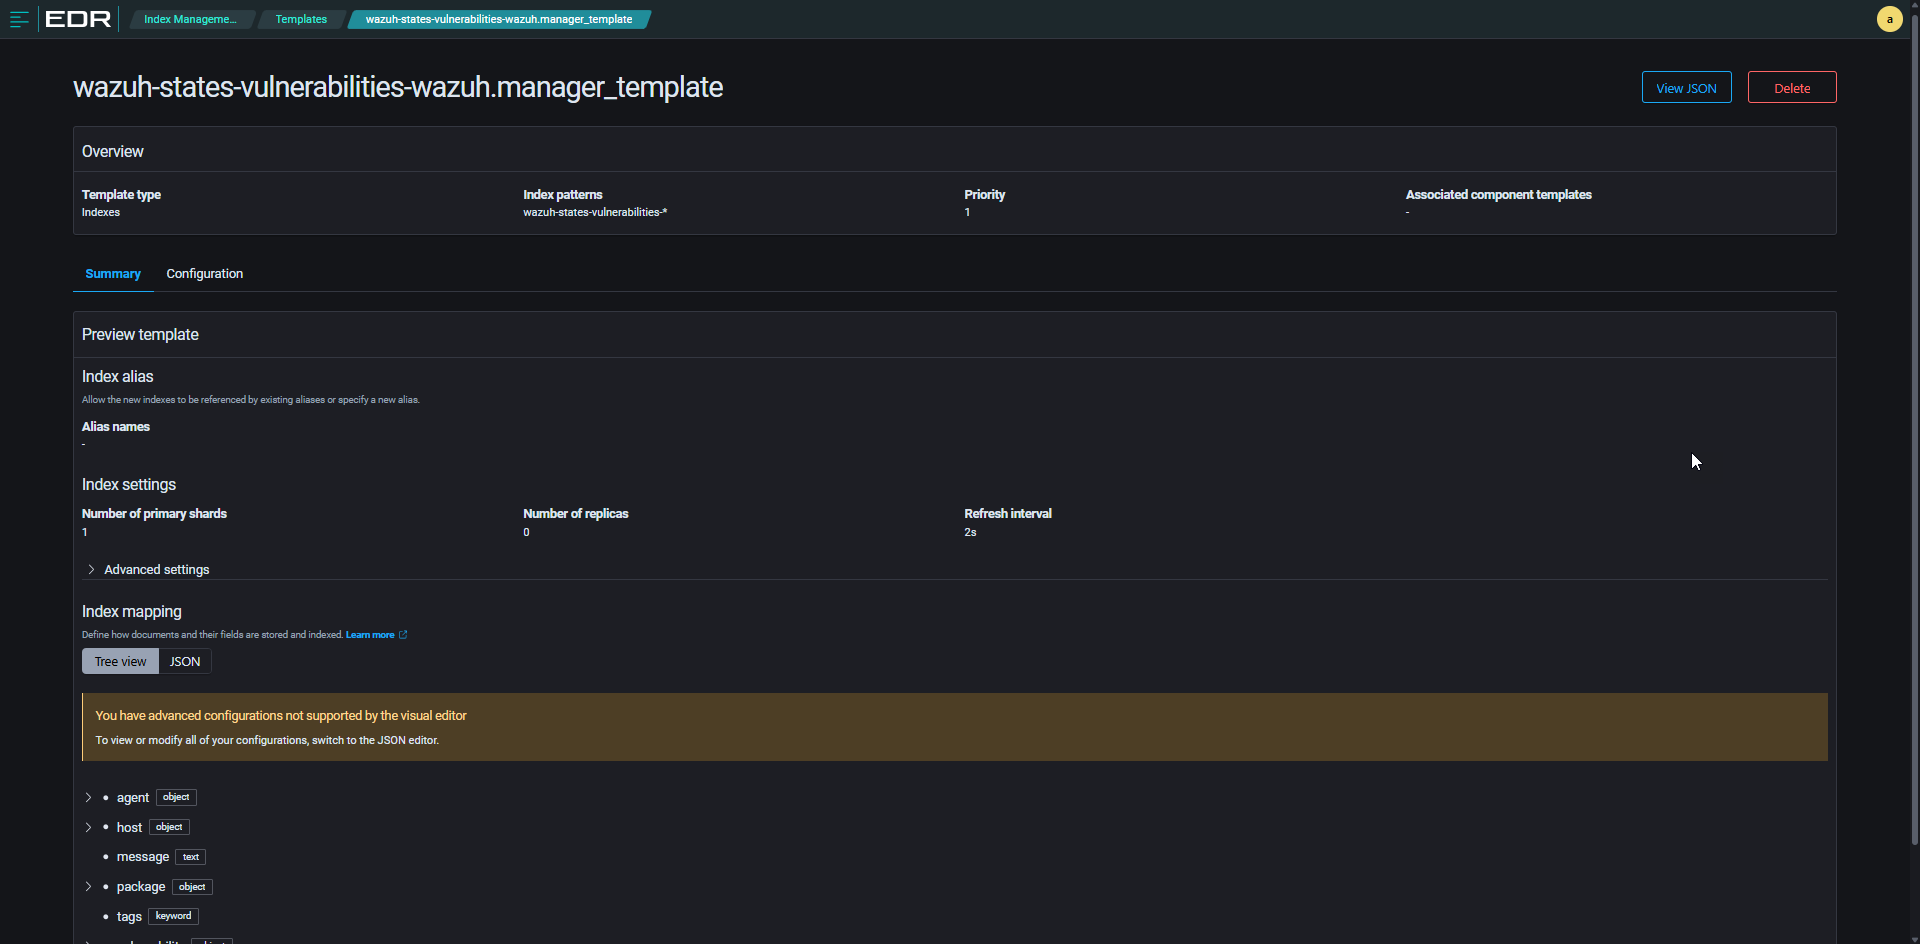 EDR
Index Manageme...
Templates
wazuh-states-vulnerabilities-wazuh.manager_template
a
wazuh-states-vulnerabilities-wazuh.manager_template
View JSON
Delete
Overview
Template type
Index patterns
Priority
Associated component templates
Indexes
wazuh-states-vulnerabilities-*
1
-
Summary
Configuration
Preview template
Index alias
Allow the new indexes to be referenced by existing aliases or specify a new alias.
Alias names
-
Index settings
Number of primary shards
Number of replicas
Refresh interval
1
0
2s
Advanced settings
Index mapping
Define how documents and their fields are stored and indexed. Learn more
Tree view
JSON
You have advanced configurations not supported by the visual editor
To view or modify all of your configurations, switch to the JSON editor.
• agent object
• host object
• message text
• package object
• tags keyword